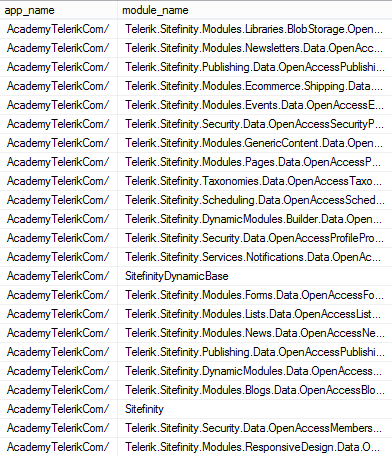 app_name module_name
AcademyTelerikCom/ Telerik.Sitefinity.Modules.Libraries.BlobStorage.Open...
AcademyTelerikCom/ Telerik.Sitefinity.Modules.Newsletters.Data.OpenAcc...
AcademyTelerikCom/ Telerik.Sitefinity.Publishing.Data.OpenAccessPublishi...
AcademyTelerikCom/ Telerik.Sitefinity.Modules.Ecommerce.Shipping.Data....
AcademyTelerikCom/ Telerik.Sitefinity.Modules.Events.Data.OpenAccessE...
AcademyTelerikCom/ Telerik.Sitefinity.Security.Data.OpenAccessSecurityP...
AcademyTelerikCom/ Telerik.Sitefinity.Modules.GenericContent.Data.Open...
AcademyTelerikCom/ Telerik.Sitefinity.Modules.Pages.Data.OpenAccessP...
AcademyTelerikCom/ Telerik.Sitefinity.Taxonomies.Data.OpenAccessTaxo...
AcademyTelerikCom/ Telerik.Sitefinity.Scheduling.Data.OpenAccessSched...
AcademyTelerikCom/ Telerik.Sitefinity.DynamicModules.Builder.Data.Open...
AcademyTelerikCom/ Telerik.Sitefinity.Security.Data.OpenAccessProfilePro...
AcademyTelerikCom/ Telerik.Sitefinity.Services.Notifications.Data.OpenAc...
AcademyTelerikCom/ SitefinityDynamicBase
AcademyTelerikCom/ Telerik.Sitefinity.Modules.Forms.Data.OpenAccessFo...
AcademyTelerikCom/ Telerik.Sitefinity.Modules.Lists.Data.OpenAccessList...
AcademyTelerikCom/ Telerik.Sitefinity.Modules.News.Data.OpenAccessNe...
AcademyTelerikCom/ Telerik.Sitefinity.Publishing.Data.OpenAccessPublishi...
AcademyTelerikCom/ Telerik.Sitefinity.DynamicModules.Data.OpenAccess...
AcademyTelerikCom/ Telerik.Sitefinity.Modules.Blogs.Data.OpenAccessBlo...
AcademyTelerikCom/ Sitefinity
AcademyTelerikCom/ Telerik.Sitefinity.Security.Data.OpenAccessMembers...
AcademyTelerikCom/ Telerik.Sitefinity.Modules.ResponsiveDesign.Data.O...